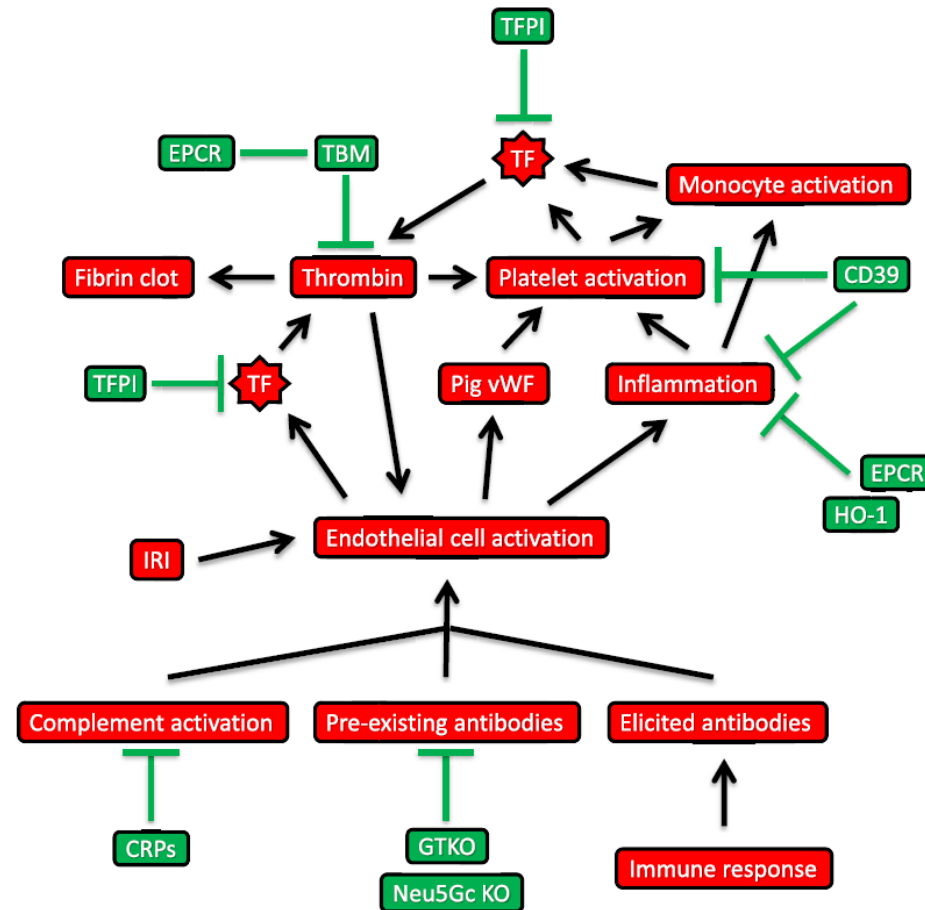 TFPI
EPCR
TBM
TF
Monocyte activation
Fibrin clot
Thrombin
Platelet activation
CD39
TFPI
TF
Pig vWF
Inflammation
EPCR
HO-1
IRI
Endothelial cell activation
Complement activation
Pre-existing antibodies
Elicited antibodies
CRPs
GTKO
Neu5Gc KO
Immune response